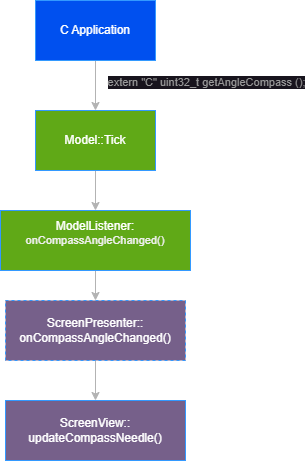 C Application
extern "C" uint32_t getAngleCompass ();
Model::Tick
ModelListener:
onCompassAngleChanged()
ScreenPresenter::
onCompassAngleChanged()
ScreenView::
updateCompassNeedle()